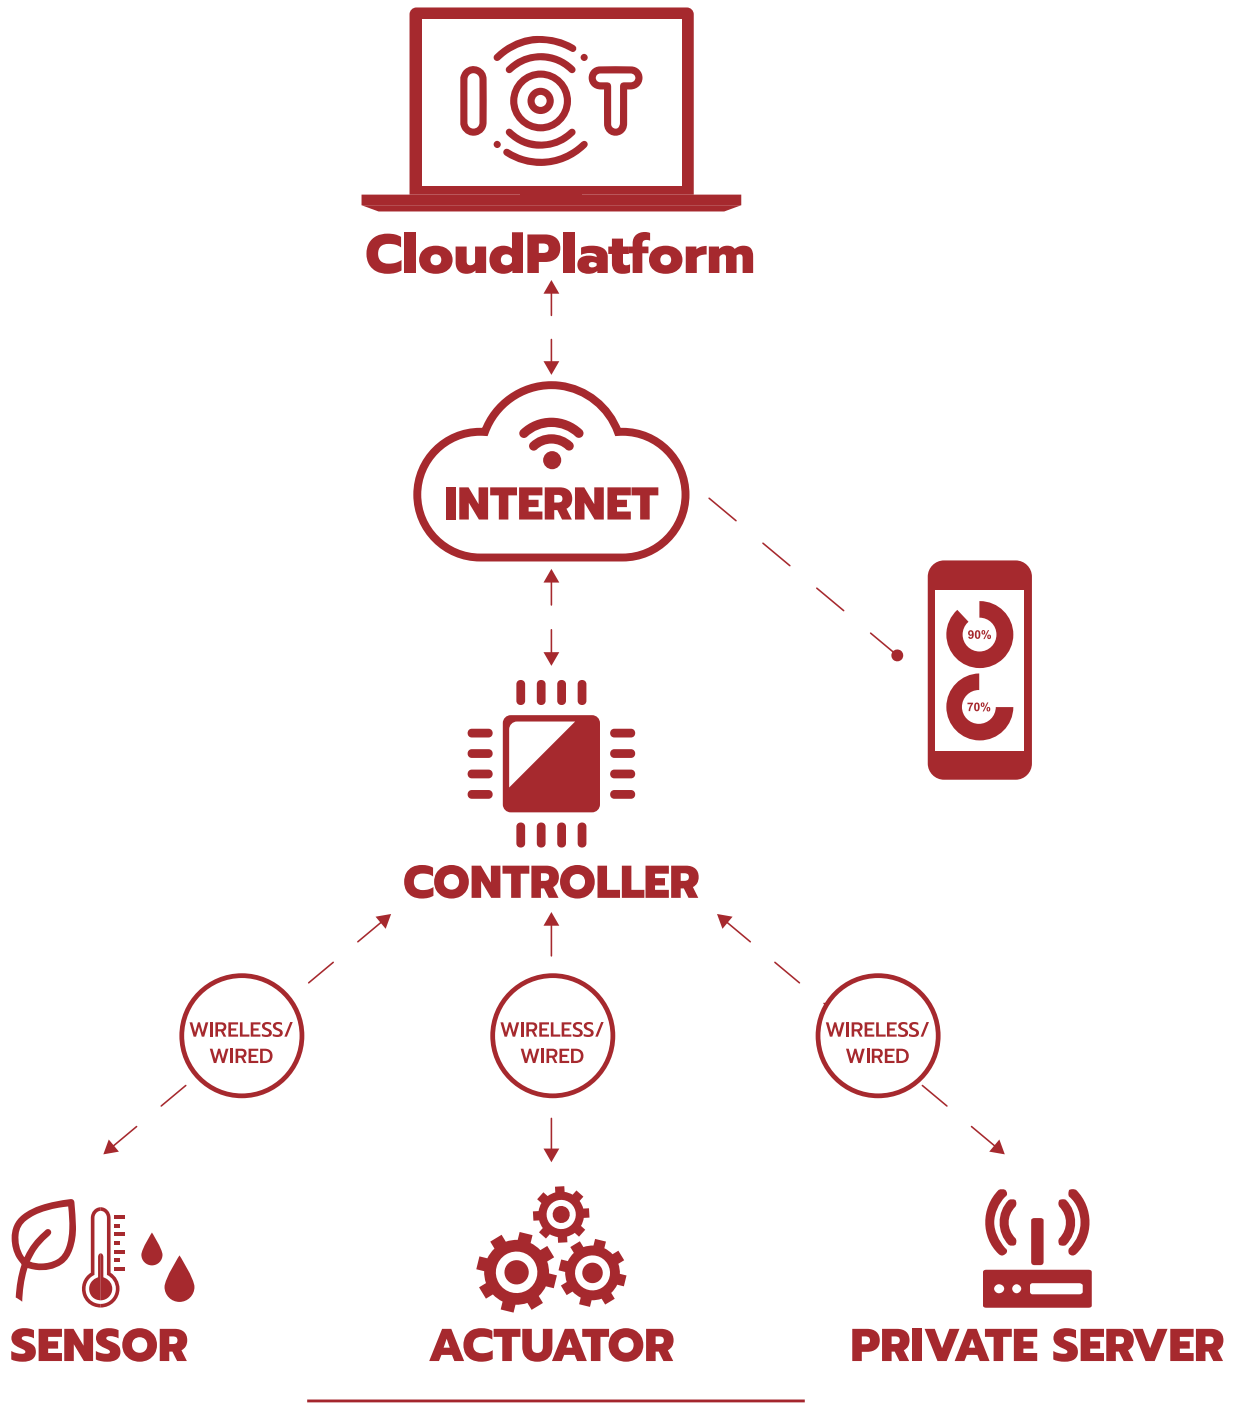 IOT
CloudPlatform
INTERNET
90%
70%
CONTROLLER
WIRELESS/
WIRED
WIRELESS/
WIRED
WIRELESS/
WIRED
SENSOR
ACTUATOR
PRIVATE SERVER